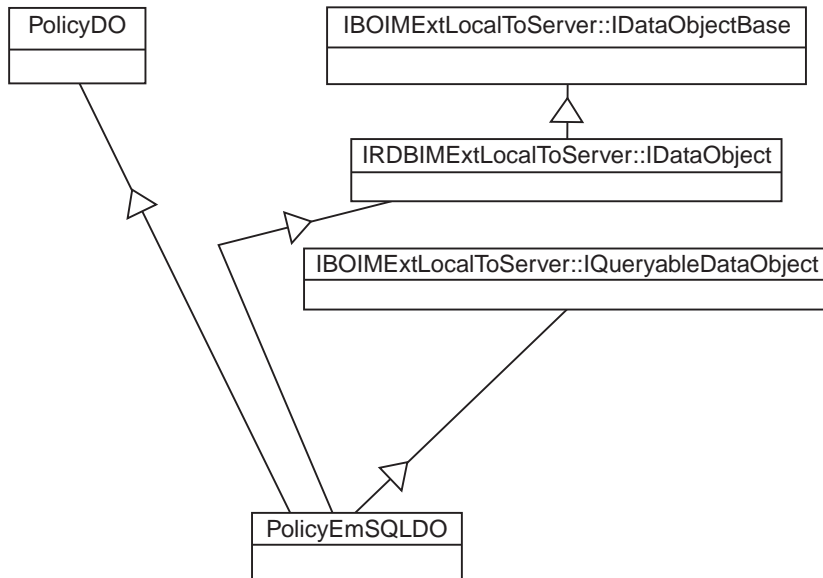 PolicyDO
IBOIMExtLocalToServer::IDataObjectBase
IRDBIMExtLocalToServer::IDataObject
IBOIMExtLocalToServer::IQueryableDataObject
PolicyEmSQLDO